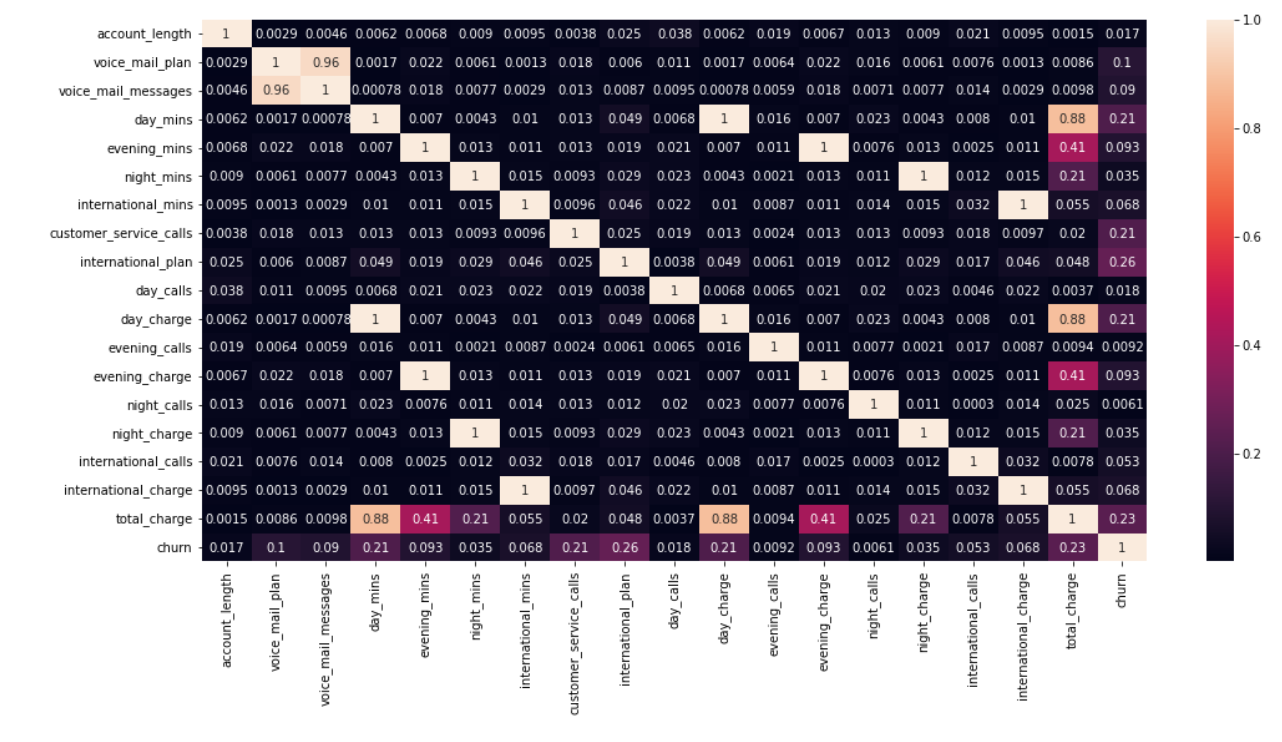 account_length 1 0.0029 0.0046 0.0062 0.0068 0.009 0.0095 0.0038 0.025 0.038 0.0062 0.019 0.0067 0.013 0.009 0.021 0.0095 0.0015 0.017
voice_mail_plan 0.0029 1 0.96 0.0017 0.022 0.0061 0.0013 0.018 0.006 0.011 0.0017 0.0064 0.022 0.016 0.0061 0.0076 0.0013 0.0086 0.1
voice_mail_messages 0.0046 0.96 1 0.00078 0.018 0.0077 0.0029 0.013 0.0087 0.0095 0.00078 0.0059 0.018 0.0071 0.0077 0.014 0.0029 0.0098 0.09
day_mins 0.0062 0.0017 0.00078 1 0.007 0.0043 0.01 0.013 0.049 0.0068 1 0.016 0.007 0.023 0.0043 0.008 0.01 0.88 0.21
evening_mins 0.0068 0.022 0.018 0.007 1 0.013 0.011 0.013 0.019 0.021 0.007 0.011 1 0.0076 0.013 0.0025 0.011 0.41 0.093
night_mins 0.009 0.0061 0.0077 0.0043 0.013 1 0.015 0.0093 0.029 0.023 0.0043 0.0021 0.013 0.011 1 0.012 0.015 0.21 0.035
international_mins 0.0095 0.0013 0.0029 0.01 0.011 0.015 1 0.0096 0.046 0.022 0.01 0.0087 0.011 0.014 0.015 0.032 1 0.055 0.068
customer_service_calls 0.0038 0.018 0.013 0.013 0.013 0.0093 0.0096 1 0.025 0.019 0.013 0.0024 0.013 0.013 0.0093 0.018 0.0097 0.02 0.21
international_plan 0.025 0.006 0.0087 0.049 0.019 0.029 0.046 0.025 1 0.0038 0.049 0.0061 0.019 0.012 0.029 0.017 0.046 0.048 0.26
day_calls 0.038 0.011 0.0095 0.0068 0.021 0.023 0.022 0.019 0.0038 1 0.0068 0.0065 0.021 0.02 0.023 0.0046 0.022 0.0037 0.018
day_charge 0.0062 0.0017 0.00078 1 0.007 0.0043 0.01 0.013 0.049 0.0068 1 0.016 0.007 0.023 0.0043 0.008 0.01 0.88 0.21
evening_calls 0.019 0.0064 0.0059 0.016 0.011 0.0021 0.0087 0.0024 0.0061 0.0065 0.016 1 0.011 0.0077 0.0021 0.017 0.0087 0.0094 0.0092
evening_charge 0.0067 0.022 0.018 0.007 1 0.013 0.011 0.013 0.019 0.021 0.007 0.011 1 0.0076 0.013 0.0025 0.011 0.41 0.093
night_calls 0.013 0.016 0.0071 0.023 0.0076 0.011 0.014 0.013 0.012 0.02 0.023 0.0077 0.0076 1 0.011 0.0003 0.014 0.025 0.0061
night_charge 0.009 0.0061 0.0077 0.0043 0.013 1 0.015 0.0093 0.029 0.023 0.0043 0.0021 0.013 0.011 1 0.012 0.015 0.21 0.035
international_calls 0.021 0.0076 0.014 0.008 0.0025 0.012 0.032 0.018 0.017 0.0046 0.008 0.017 0.0025 0.0003 0.012 1 0.032 0.0078 0.053
international_charge 0.0095 0.0013 0.0029 0.01 0.011 0.015 1 0.0097 0.046 0.022 0.01 0.0087 0.011 0.014 0.015 0.032 1 0.055 0.068
total_charge 0.0015 0.0086 0.0098 0.88 0.41 0.21 0.055 0.02 0.048 0.0037 0.88 0.0094 0.41 0.025 0.21 0.0078 0.055 1 0.23
churn 0.017 0.1 0.09 0.21 0.093 0.035 0.068 0.21 0.26 0.018 0.21 0.0092 0.093 0.0061 0.035 0.053 0.068 0.23 1
account_length
voice_mail_plan
voice_mail_messages
day_mins
evening_mins
night_mins
international_mins
customer_service_calls
international_plan
day_calls
day_charge
evening_calls
evening_charge
night_calls
night_charge
international_calls
international_charge
total_charge
churn
1.0
0.8
0.6
0.4
0.2